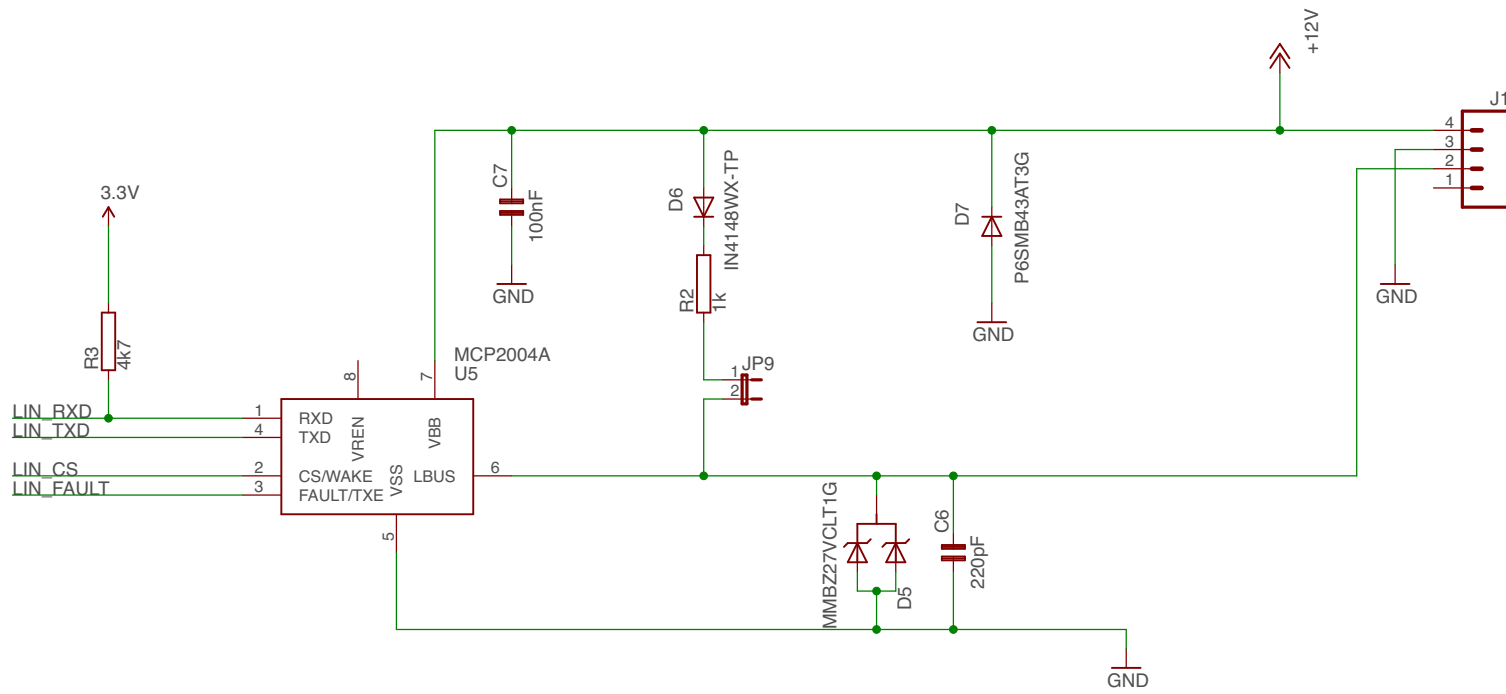 +12V
J1
4
3
2
1
GND
C7
100nF
GND
D6
IN4148WX-TP
R2
1k
D7
P6SMB43AT3G
GND
3.3V
R3
4k7
MCP2004A
U5
JP9
1
2
8
7
LIN_RXD
1
RXD
LIN_TXD
4
TXD
VREN
VBB
LIN_CS
2
CS/WAKE
LBUS
6
LIN_FAULT
3
FAULT/TXE
VSS
5
MMBZ27VCLT1G
D5
C6
220pF
GND